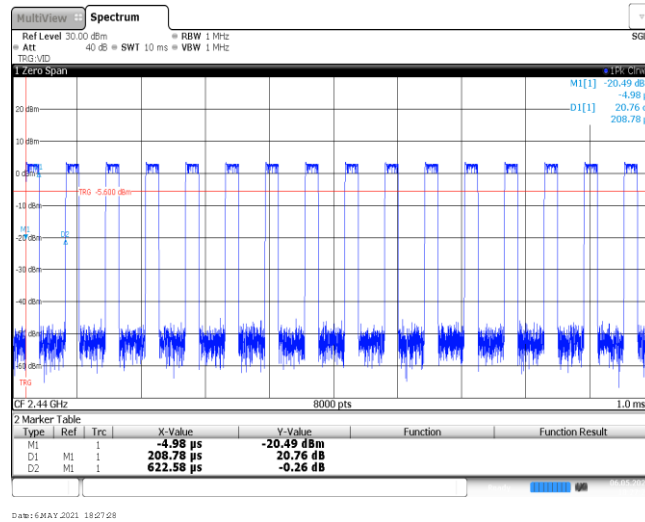 MultiView Spectrum
Ref Level 30.00 dBm RBW 1 MHz SGL
Att 40 dB SWT 10 ms VBW 1 MHz
TRG:VID
1 Zero Span 1Pk Clrw
M1[1] -20.49 dB
-4.98
20 dBm D1[1] 20.76
208.78
10 dBm
0 dBm
TRG -5.600 dBm
-10 dBm
M1 D2
-20 dBm
-30 dBm
-40 dBm
dBm
-60 dBm
TRG
CF 2.44 GHz 8000 pts 1.0 ms
2 Marker Table
Type Ref Trc X-Value Y-Value Function Function Result
M1 1 -4.98 µs -20.49 dBm
D1 M1 1 208.78 µs 20.76 dB
D2 M1 1 622.58 µs -0.26 dB
Date: 6.MAY.2021 18:27:28